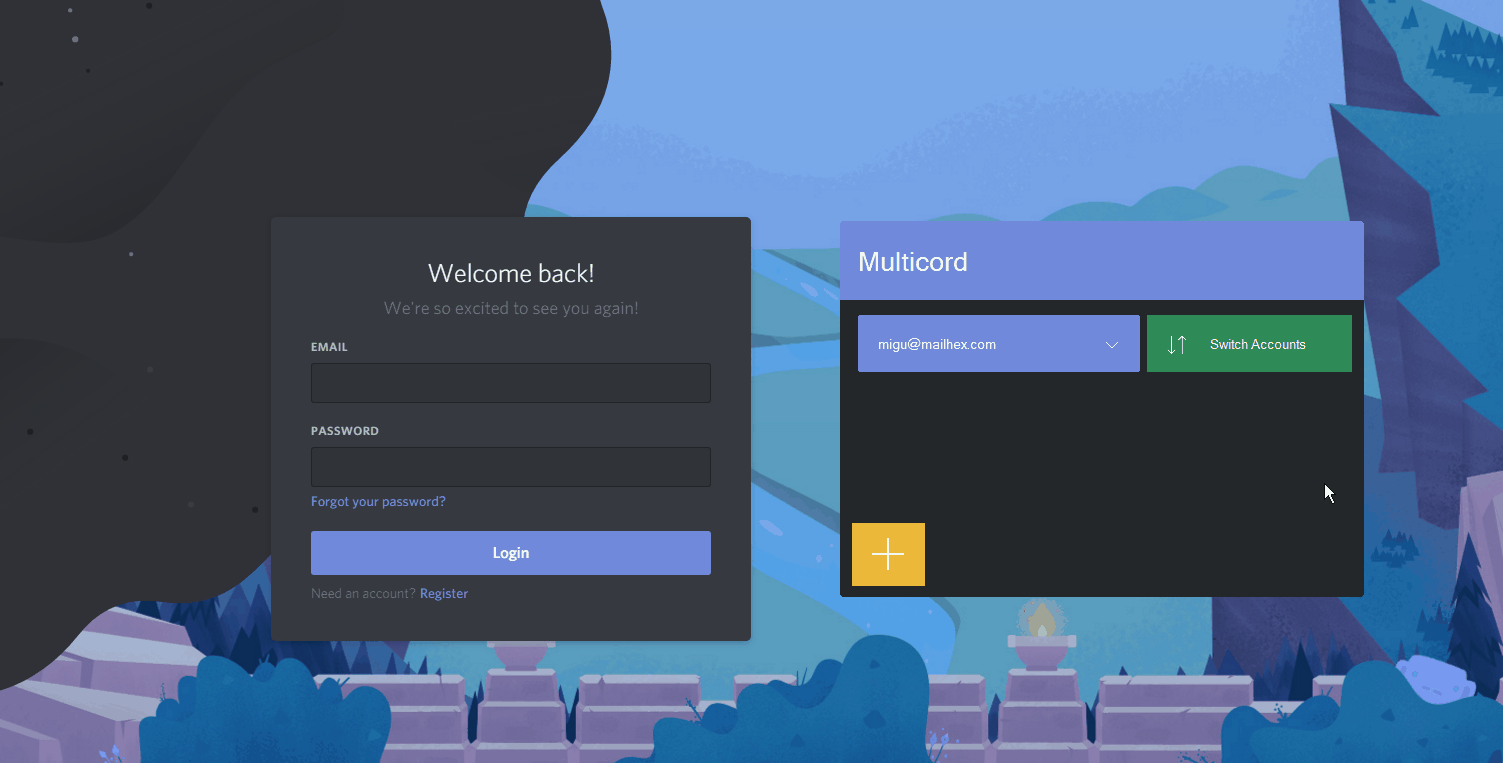 Welcome back!
We're so excited to see you again!
EMAIL
PASSWORD
Forgot your password?
Login
Need an account? Register
Multicord
migu@mailhex.com
Switch Accounts